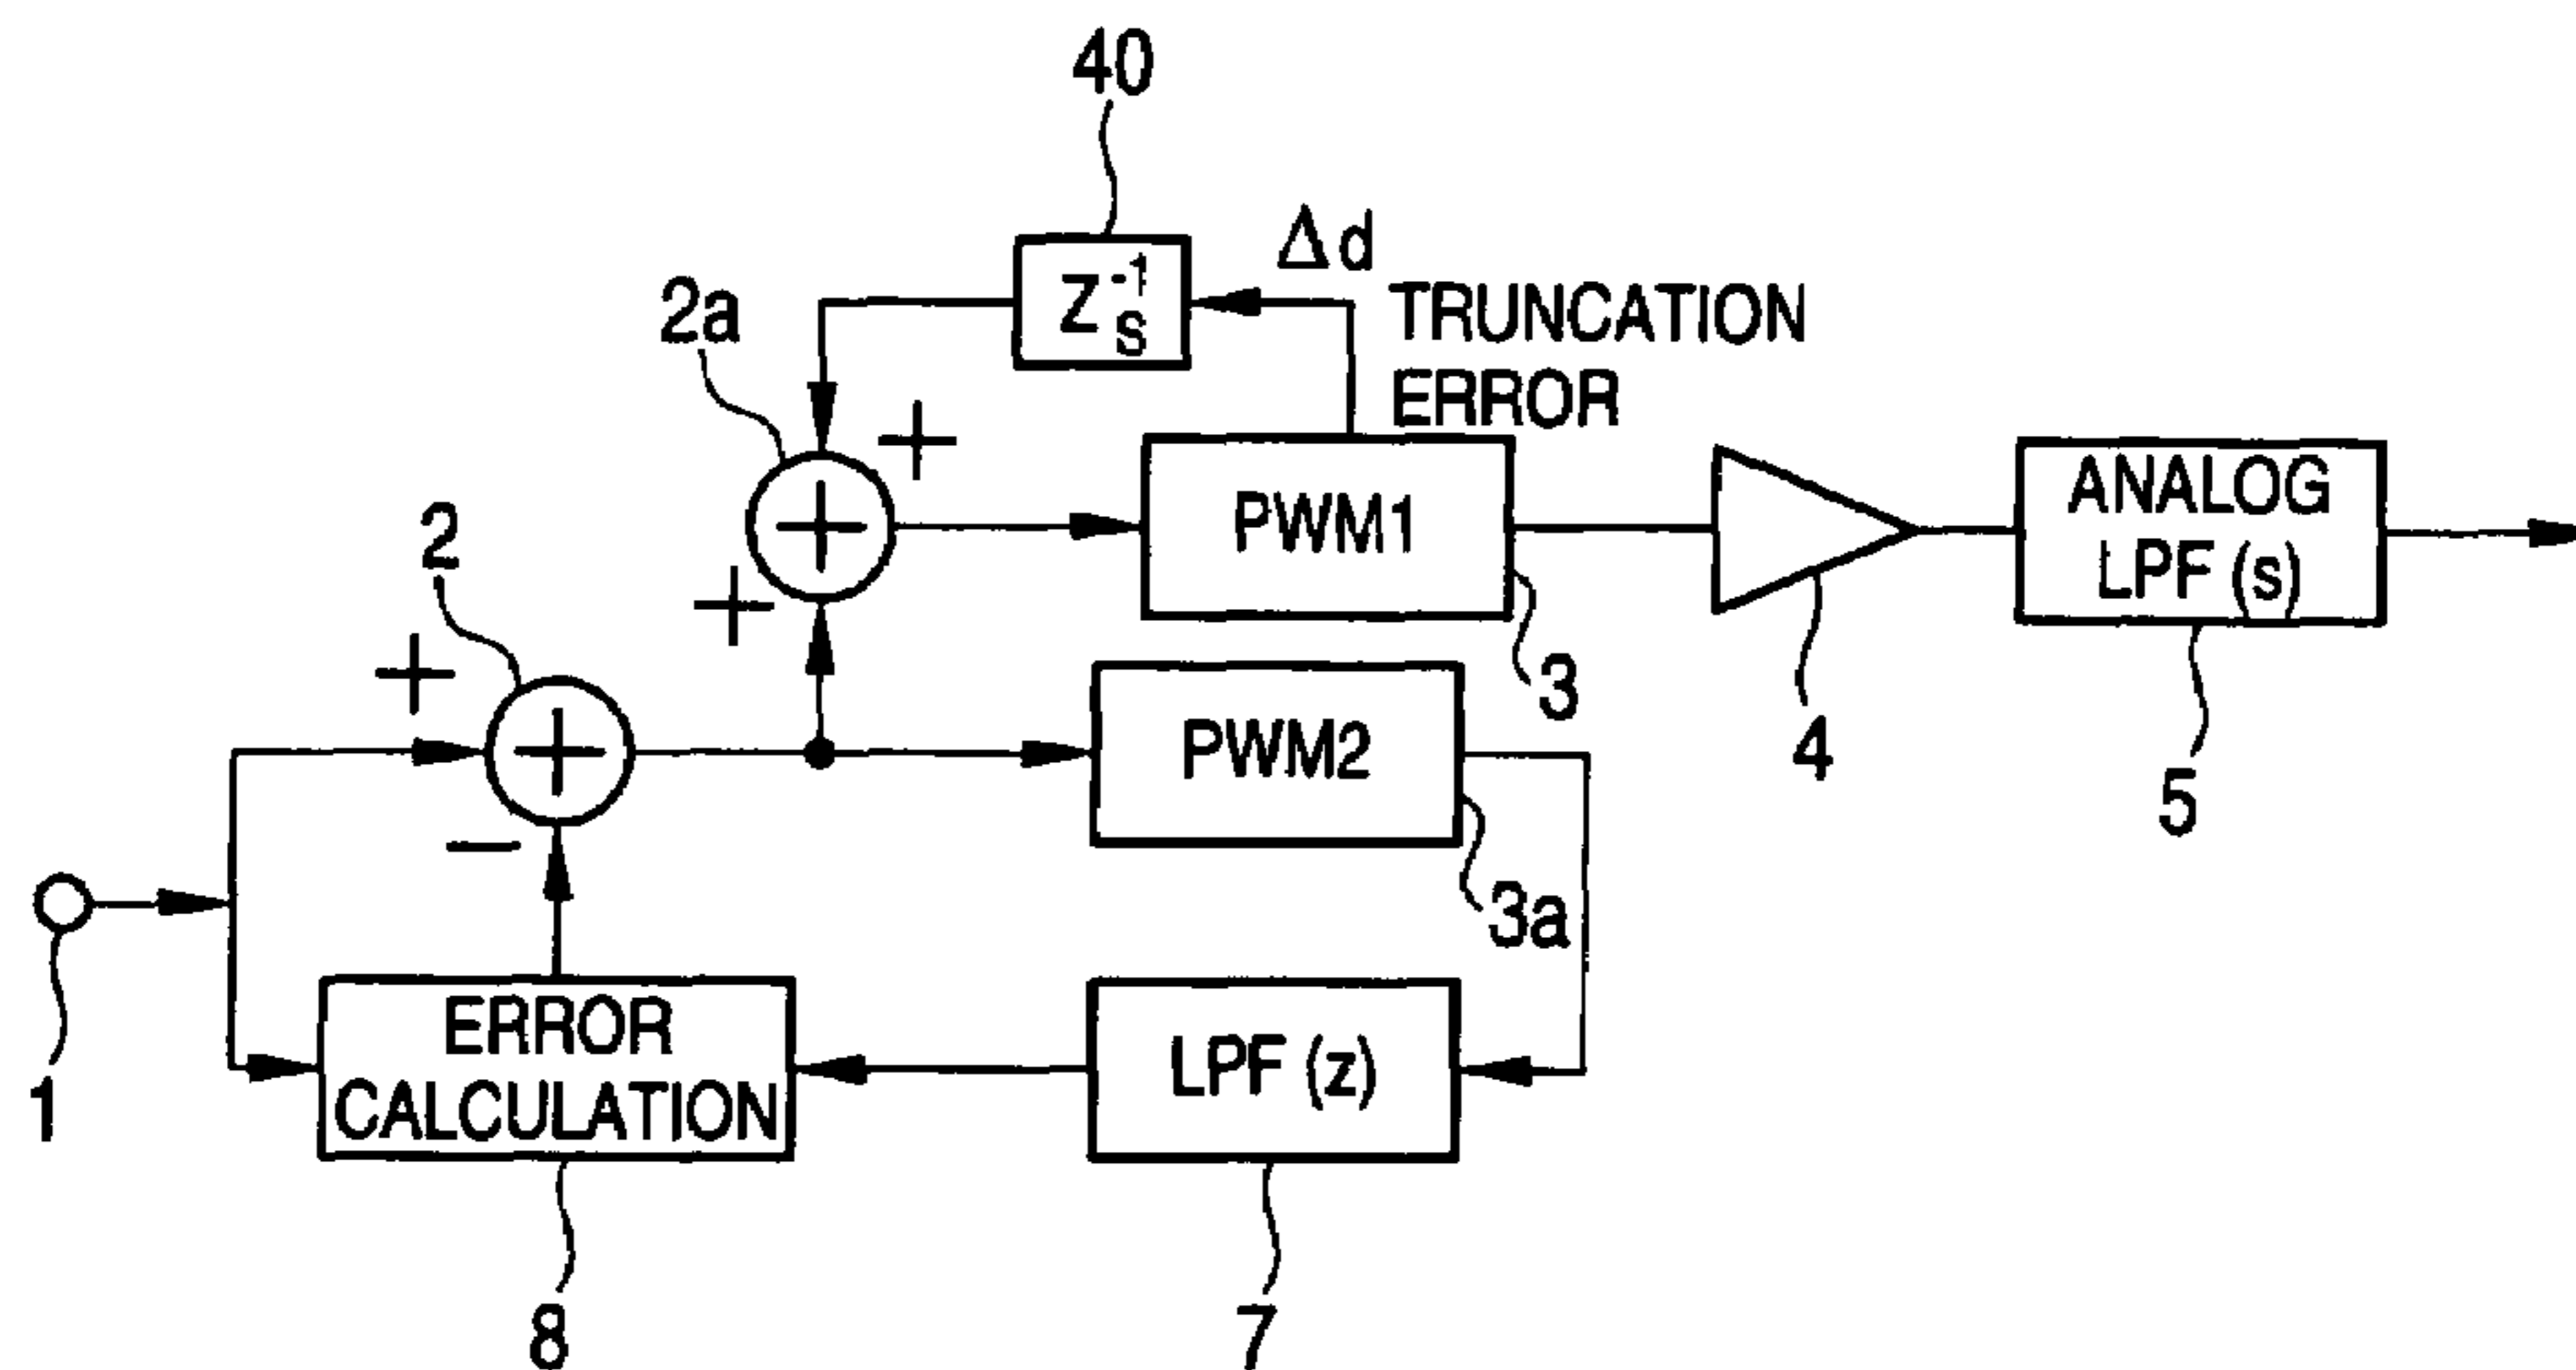 40
Δd
Z_S^-1
TRUNCATION
ERROR
2a
+
+
PWM1
ANALOG
LPF (s)
2
+
+
+
3
4
5
PWM2
+
−
3a
1
ERROR
CALCULATION
LPF (z)
8
7